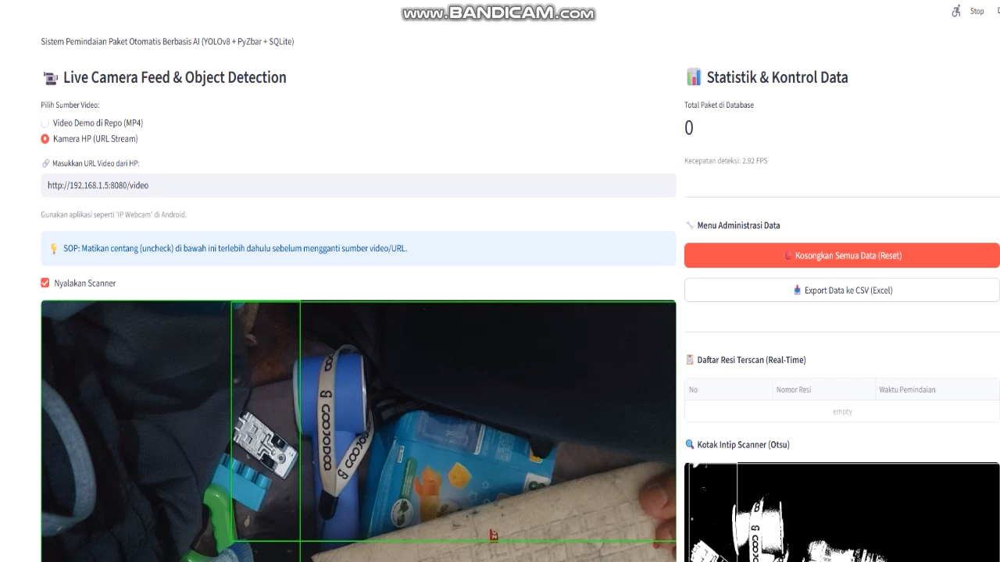 www.BANDICAM.com
Stop
Sistem Pemindaian Paket Otomatis Berbasis AI (YOLOv8 + PyZbar + SQLite)
Live Camera Feed & Object Detection
Pilih Sumber Video:
Video Demo di Repo (MP4)
Kamera HP (URL Stream)
Masukkan URL Video dari HP:
http://192.168.1.5:8080/video
Gunakan aplikasi seperti 'IP Webcam' di Android.
SOP: Matikan centang (uncheck) di bawah ini terlebih dahulu sebelum mengganti sumber video/URL.
Nyalakan Scanner
Statistik & Kontrol Data
Total Paket di Database
0
Kecepatan deteksi: 2.92 FPS
Menu Administrasi Data
Kosongkan Semua Data (Reset)
Export Data ke CSV (Excel)
Daftar Resi Terscan (Real-Time)
No Nomor Resi Waktu Pemindaian
empty
Kotak Intip Scanner (Otsu)